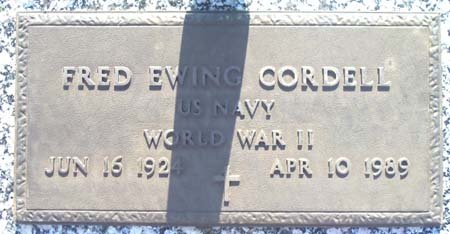 FRED EWING CORDELL
US NAVY
WORLD WAR II
JUN 16 1924 APR 10 1989